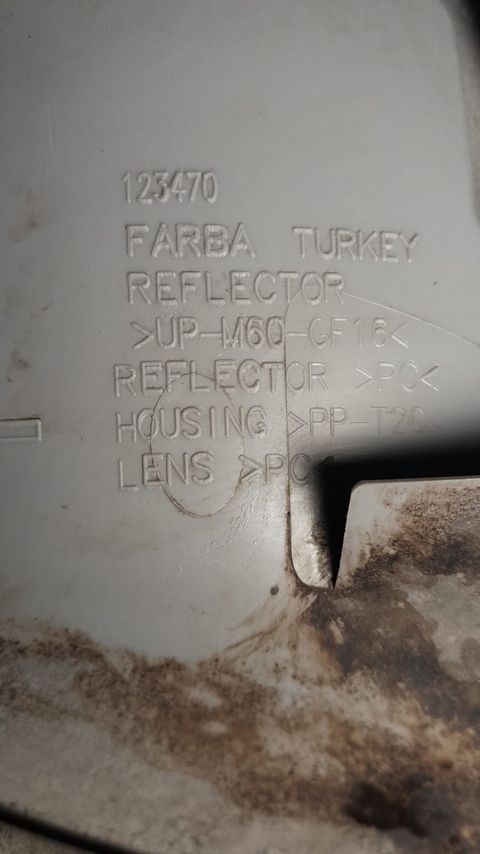 123470
FARBA TURKEY
REFLECTOR
>UP-M60-GF16<
REFLECTOR >PC<
HOUSING >PP-T20<
LENS >PC<